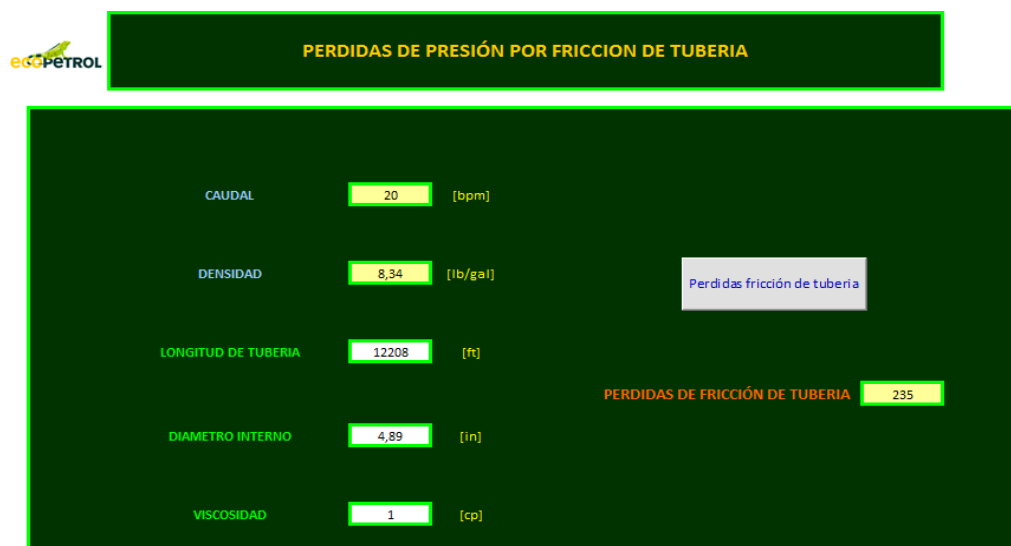 PERDIDAS DE PRESIÓN POR FRICCION DE TUBERIA
ecoPETROL
CAUDAL 20 [bpm]
DENSIDAD 8,34 [lb/gal]
Perdidas fricción de tuberia
LONGITUD DE TUBERIA 12208 [ft]
PERDIDAS DE FRICCIÓN DE TUBERIA 235
DIAMETRO INTERNO 4,89 [in]
VISCOSIDAD 1 [cp]